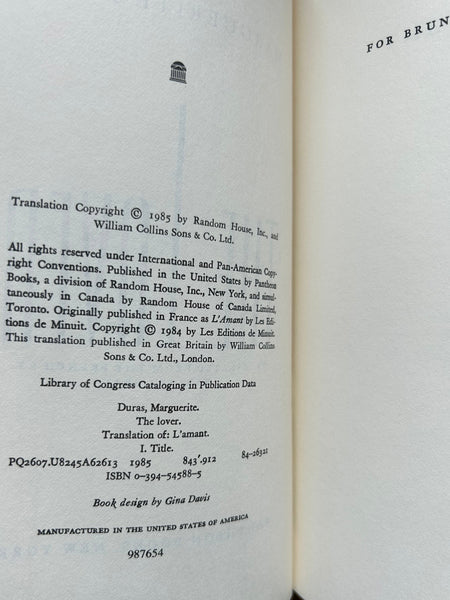 Translation Copyright © 1985 by Random House, Inc., and
William Collins Sons & Co. Ltd.
All rights reserved under International and Pan-American Copy-
right Conventions. Published in the United States by Pantheon
Books, a division of Random House, Inc., New York, and simul-
taneously in Canada by Random House of Canada Limited,
Toronto. Originally published in France as L'Amant by Les Edi-
tions de Minuit. Copyright © 1984 by Les Editions de Minuit.
This translation published in Great Britain by William Collins
Sons & Co. Ltd., London.
Library of Congress Cataloging in Publication Data
Duras, Marguerite.
The lover.
Translation of: L'amant.
I. Title.
PQ2607.U8245A62613 1985 843'.912 84-26321
ISBN 0-394-54588-5
Book design by Gina Davis
MANUFACTURED IN THE UNITED STATES OF AMERICA
987654
FOR BRUN